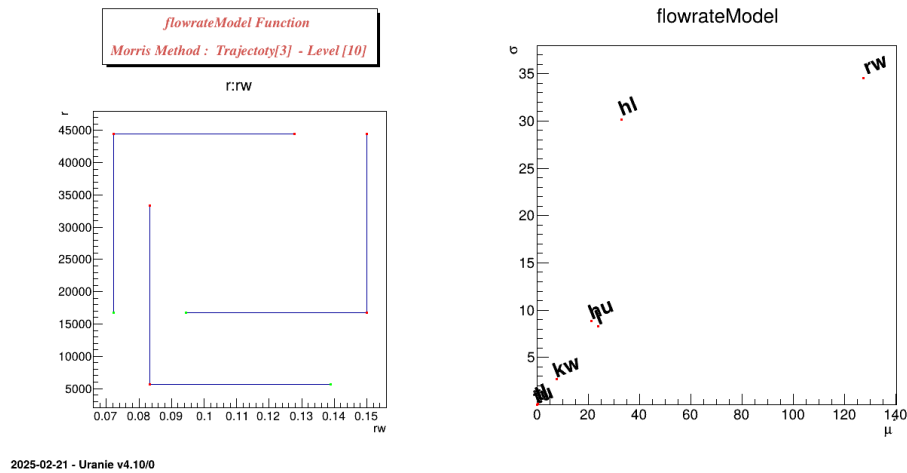 flowrateModel Function
Morris Method : Trajectoty[3] - Level [10]
r:rw
r
45000
40000
35000
30000
25000
20000
15000
10000
5000
0.07 0.08 0.09 0.1 0.11 0.12 0.13 0.14 0.15
rw
flowrateModel
σ
35
30
25
20
15
10
5
rw
hl
hu
l
kw
0 20 40 60 80 100 120 140
μ
2025-02-21 - Uranie v4.10/0